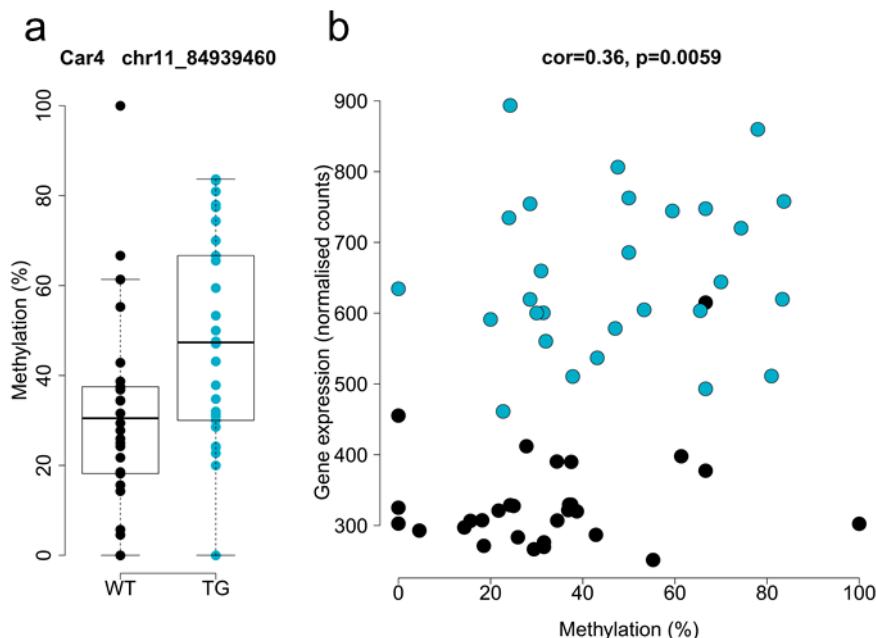 a
Car4 chr11_84939460
Methylation (%)
100
80
60
40
20
0
WT TG
b
cor=0.36, p=0.0059
Gene expression (normalised counts)
900
800
700
600
500
400
300
0 20 40 60 80 100
Methylation (%)